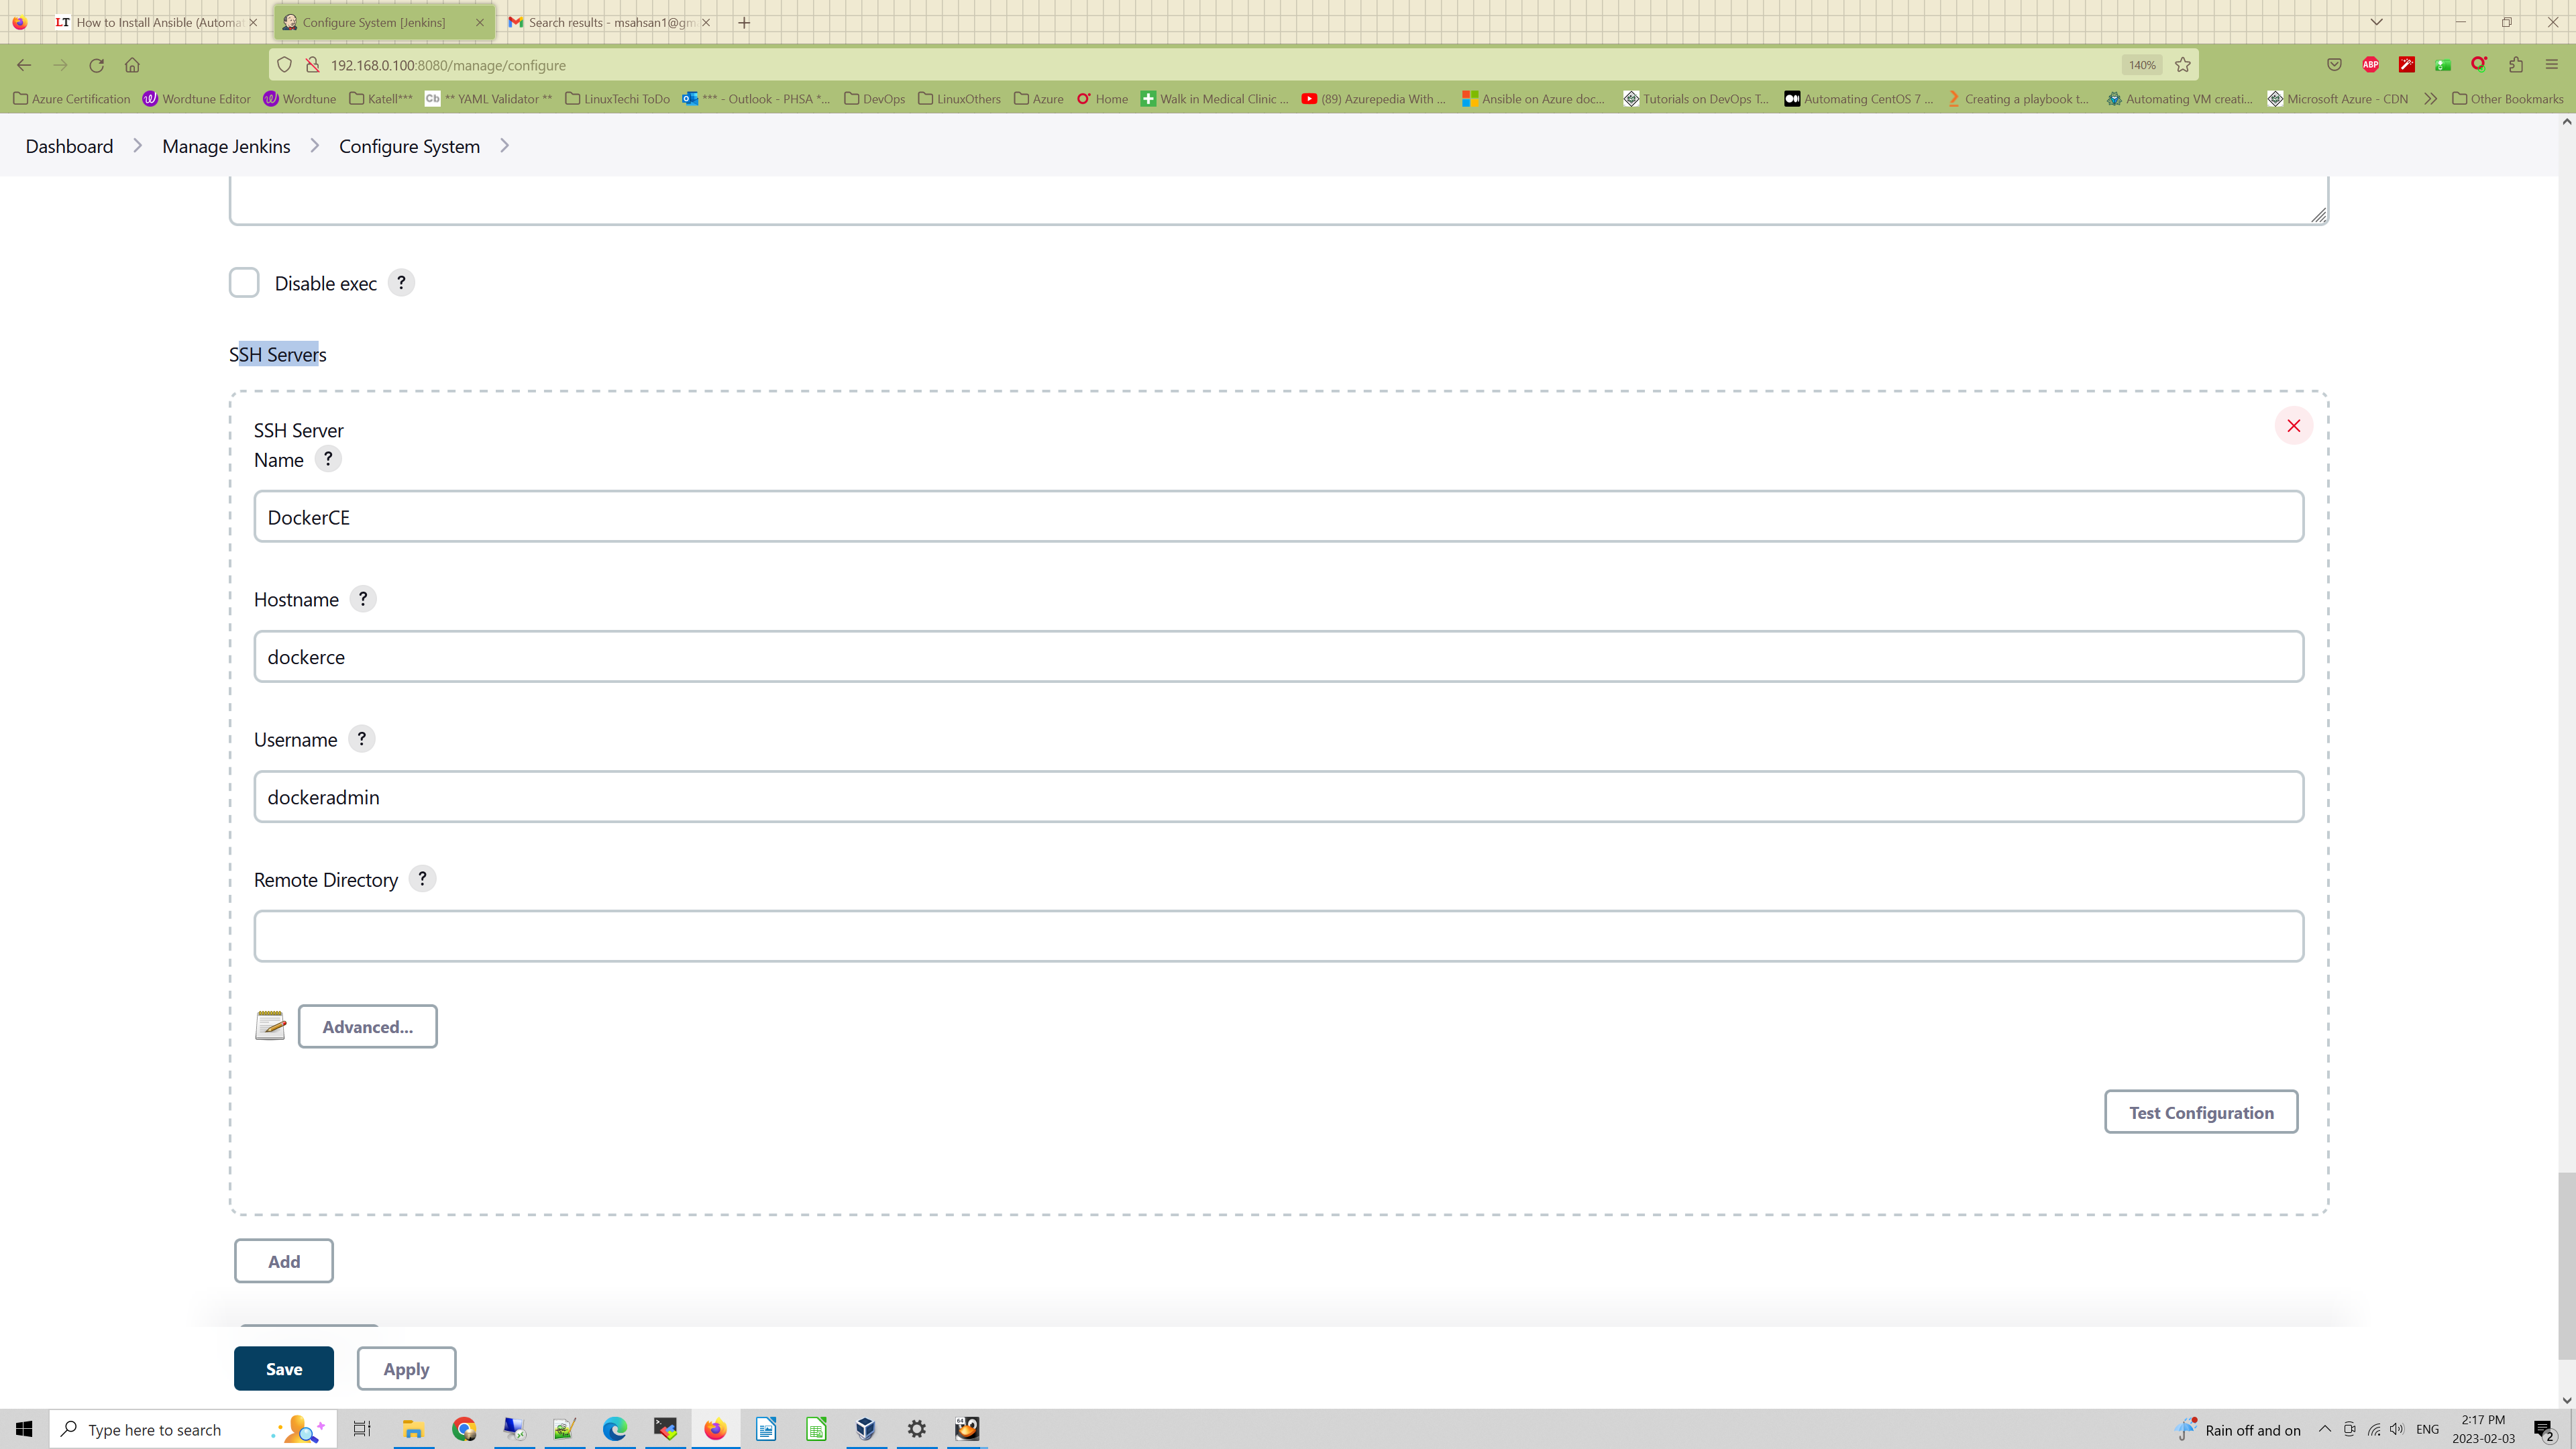 LT How to Install Ansible (Automat
Configure System [Jenkins]
Search results - msahsan1@gm
192.168.0.100:8080/manage/configure
140%
ABP
Azure Certification
Wordtune Editor
Wordtune
Katell***
Cb ** YAML Validator **
LinuxTechi ToDo
*** - Outlook - PHSA *...
DevOps
LinuxOthers
Azure
Home
Walk in Medical Clinic ...
(89) Azurepedia With ...
Ansible on Azure doc...
Tutorials on DevOps T...
Automating CentOS 7 ...
Creating a playbook t...
Automating VM creati...
Microsoft Azure - CDN
Other Bookmarks
Dashboard
Manage Jenkins
Configure System
Disable exec ?
SSH Servers
SSH Server
Name ?
DockerCE
Hostname ?
dockerce
Username ?
dockeradmin
Remote Directory ?
Advanced...
Test Configuration
Add
Save
Apply
Type here to search
Rain off and on
ENG
2:17 PM
2023-02-03
2